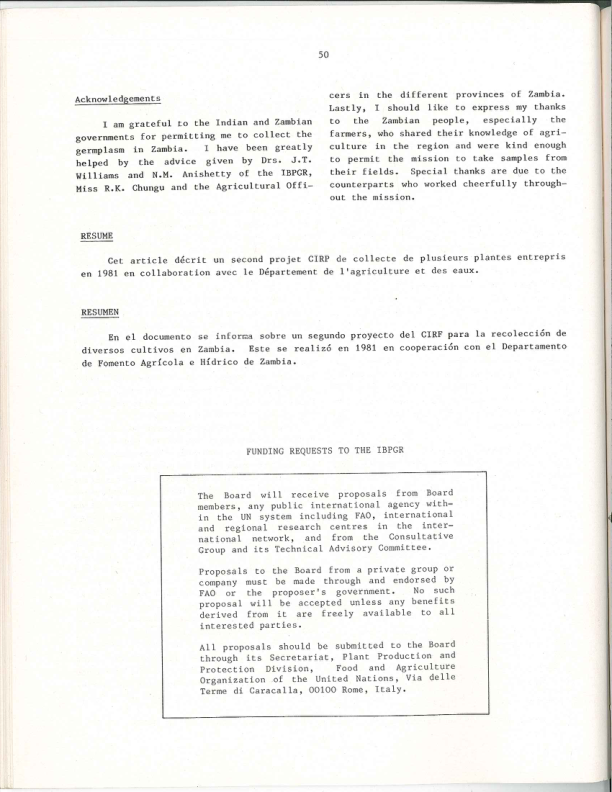 50
Acknowledgements
I am grateful to the Indian and Zambian
governments for permitting me to collect the
germplasm in Zambia. I have been greatly
helped by the advice given by Drs. J.T.
Williams and N.M. Anishetty of the IBPGR,
Miss R.K. Chungu and the Agricultural Offi-
cers in the different provinces of Zambia.
Lastly, I should like to express my thanks
to the Zambian people, especially the
farmers, who shared their knowledge of agri-
culture in the region and were kind enough
to permit the mission to take samples from
their fields. Special thanks are due to the
counterparts who worked cheerfully through-
out the mission.
RESUME
Cet article décrit un second projet CIRP de collecte de plusieurs plantes entrepris
en 1981 en collaboration avec le Département de l'agriculture et des eaux.
RESUMEN
En el documento se informa sobre un segundo proyecto del CIRF para la recolección de
diversos cultivos en Zambia. Este se realizó en 1981 en cooperación con el Departamento
de Fomento Agrícola e Hídrico de Zambia.
FUNDING REQUESTS TO THE IBPGR
The Board will receive proposals from Board
members, any public international agency with-
in the UN system including FAO, international
and regional research centres in the inter-
national network, and from the Consultative
Group and its Technical Advisory Committee.
Proposals to the Board from a private group or
company must be made through and endorsed by
FAO or the proposer's government. No such
proposal will be accepted unless any benefits
derived from it are freely available to all
interested parties.
All proposals should be submitted to the Board
through its Secretariat, Plant Production and
Protection Division, Food and Agriculture
Organization of the United Nations, Via delle
Terme di Caracalla, 00100 Rome, Italy.